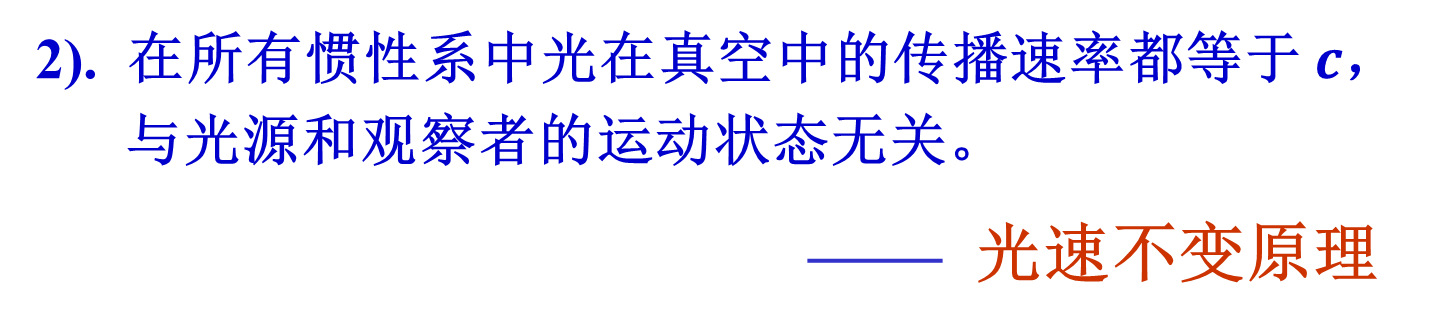 2). 在所有惯性系中光在真空中的传播速率都等于 c，
与光源和观察者的运动状态无关。
—— 光速不变原理